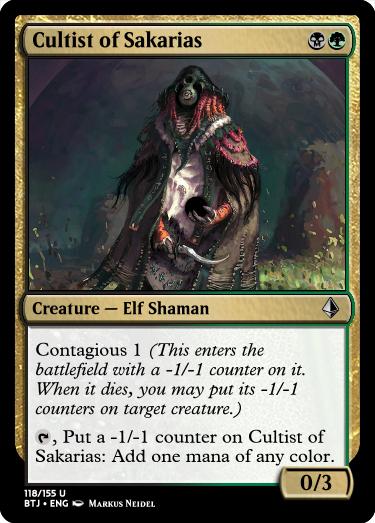 Cultist of Sakarias
Creature — Elf Shaman
Contagious 1 (This enters the
battlefield with a -1/-1 counter on it.
When it dies, you may put its -1/-1
counters on target creature.)
, Put a -1/-1 counter on Cultist of
Sakarias: Add one mana of any color.
0/3
118/155 U
BTJ • ENG Markus Neidel